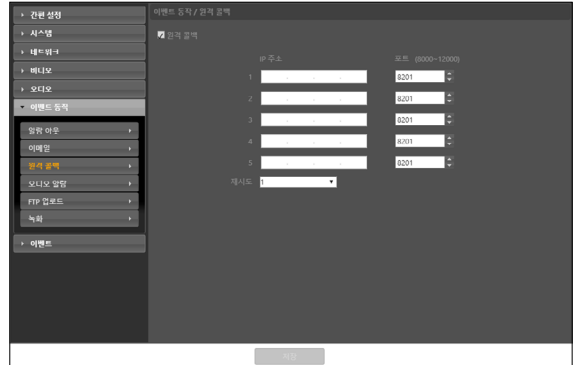 간편 설정
시스템
네트워크
비디오
오디오
이벤트 동작
알람 아웃
이메일
원격 콜백
오디오 알람
FTP 업로드
녹화
이벤트
이벤트 동작 / 원격 콜백
원격 콜백
IP 주소 포트 (8000~12000)
1 . . . 8201
2 . . . 8201
3 . . . 8201
4 . . . 8201
5 . . . 8201
재시도 1
저장